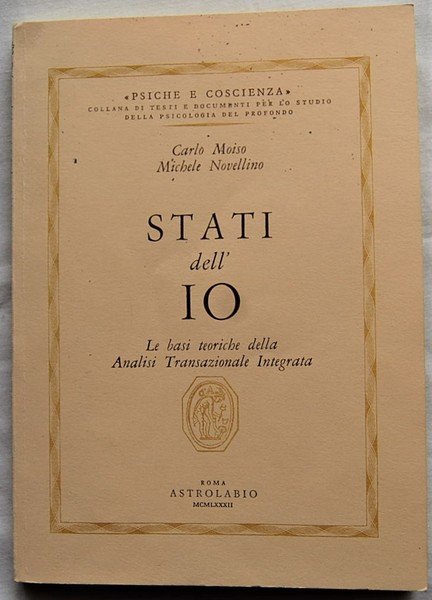 «PSICHE E COSCIENZA»
COLLANA DI TESTI E DOCUMENTI PER LO STUDIO
DELLA PSICOLOGIA DEL PROFONDO
Carlo Moiso
Michele Novellino
STATI
dell'
IO
Le basi teoriche della
Analisi Transazionale Integrata
ROMA
ASTROLABIO
MCMLXXXII